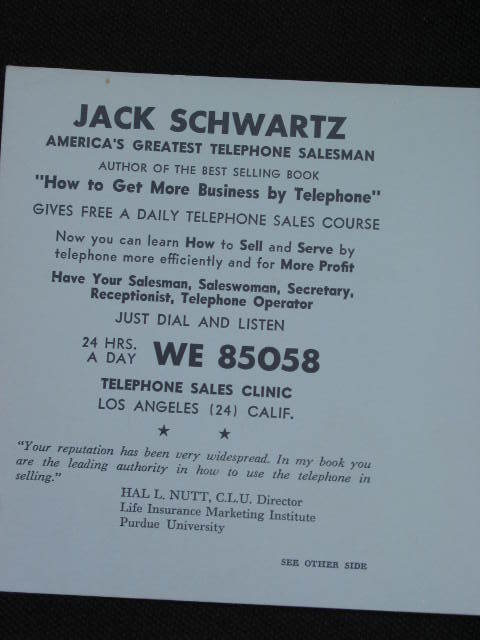 JACK SCHWARTZ
AMERICA'S GREATEST TELEPHONE SALESMAN
AUTHOR OF THE BEST SELLING BOOK
"How to Get More Business by Telephone"
GIVES FREE A DAILY TELEPHONE SALES COURSE
Now you can learn How to Sell and Serve by
telephone more efficiently and for More Profit
Have Your Salesman, Saleswoman, Secretary,
Receptionist, Telephone Operator
JUST DIAL AND LISTEN
24 HRS.
A DAY WE 85058
TELEPHONE SALES CLINIC
LOS ANGELES (24) CALIF.
★ ★
"Your reputation has been very widespread. In my book you
are the leading authority in how to use the telephone in
selling."
HAL L. NUTT, C.L.U. Director
Life Insurance Marketing Institute
Purdue University
SEE OTHER SIDE